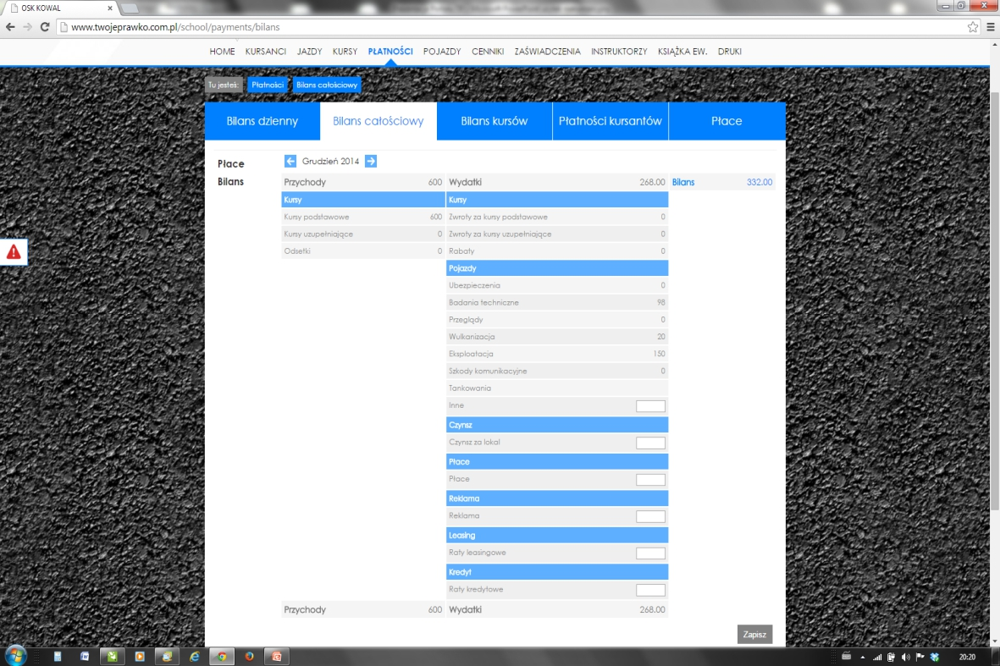 OSK KOWAL
www.twojeprawko.com.pl/school/payments/bilans
HOME KURSANCI JAZDY KURSY PŁATNOŚCI POJAZDY CENNIKI ZAŚWIADCZENIA INSTRUKTORZY KSIĄŻKA EW. DRUKI
Tu jesteś: Płatności Bilans całościowy
Bilans dzienny Bilans całościowy Bilans kursów Płatności kursantów Płace
Płace Grudzień 2014
Bilans Przychody 600 Wydatki 268.00 Bilans 332.00
Kursy Kursy
Kursy podstawowe 600 Zwroty za kursy podstawowe 0
Kursy uzupełniające 0 Zwroty za kursy uzupełniające 0
Odsetki 0 Rabaty 0
Pojazdy
Ubezpieczenia 0
Badania techniczne 98
Przeglądy 0
Wulkanizacja 20
Eksploatacja 150
Szkody komunikacyjne 0
Tankowania
Inne
Czynsz
Czynsz za lokal
Płace
Płace
Reklama
Reklama
Leasing
Raty leasingowe
Kredyt
Raty kredytowe
Przychody 600 Wydatki 268.00
Zapisz
20:20